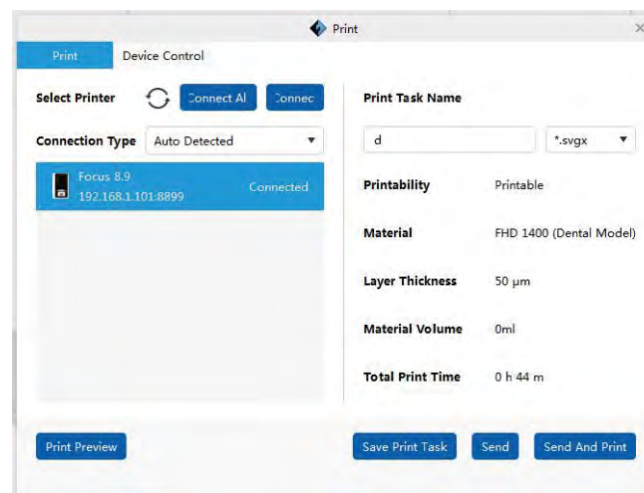 Print
Print Device Control
Select Printer Connect Al Connec
Connection Type Auto Detected
Focus 8.9
192.168.1.101:8899 Connected
Print Preview
Print Task Name
d *.svgx
Printability Printable
Material FHD 1400 (Dental Model)
Layer Thickness 50 µm
Material Volume 0ml
Total Print Time 0 h 44 m
Save Print Task Send Send And Print